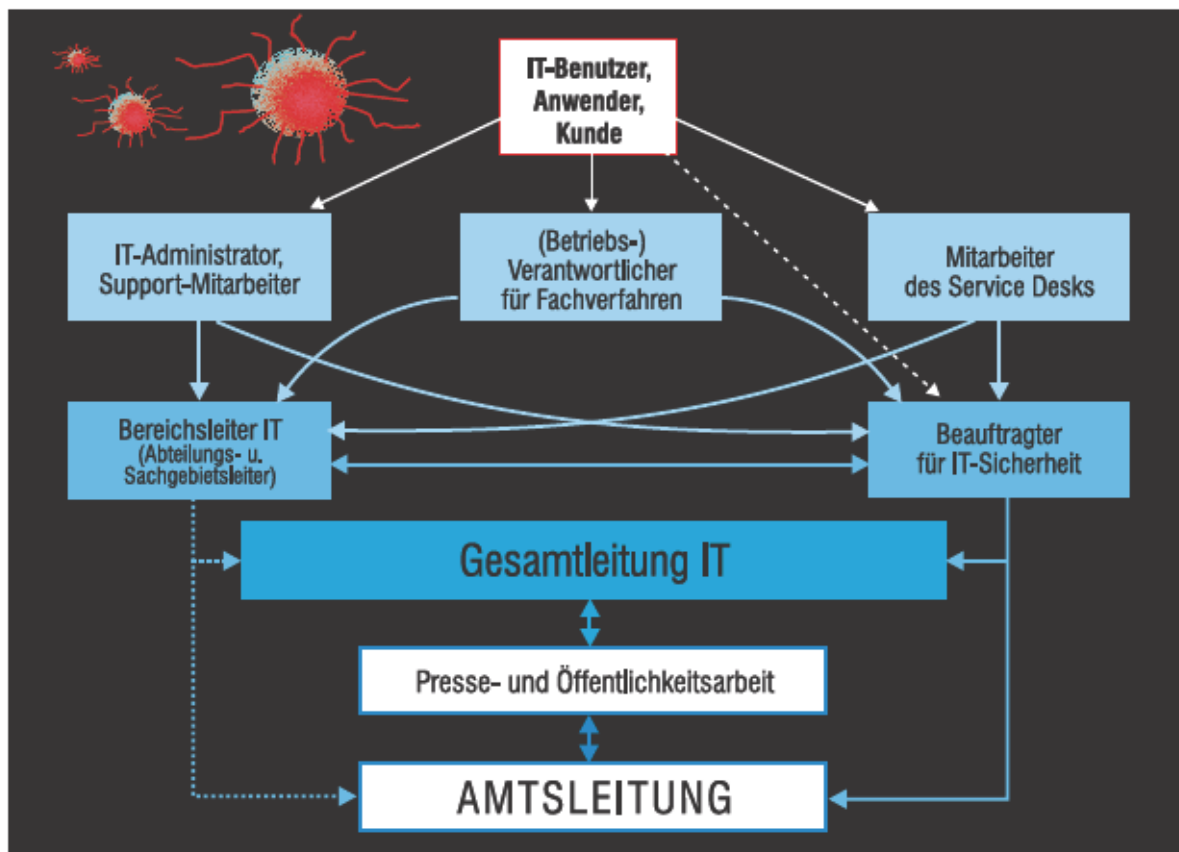 IT-Benutzer,
Anwender,
Kunde
IT-Administrator,
Support-Mitarbeiter
(Betriebs-)
Verantwortlicher
für Fachverfahren
Mitarbeiter
des Service Desks
Bereichsleiter IT
(Abteilungs- u.
Sachgebietsleiter)
Beauftragter
für IT-Sicherheit
Gesamtleitung IT
Presse- und Öffentlichkeitsarbeit
AMTSLEITUNG